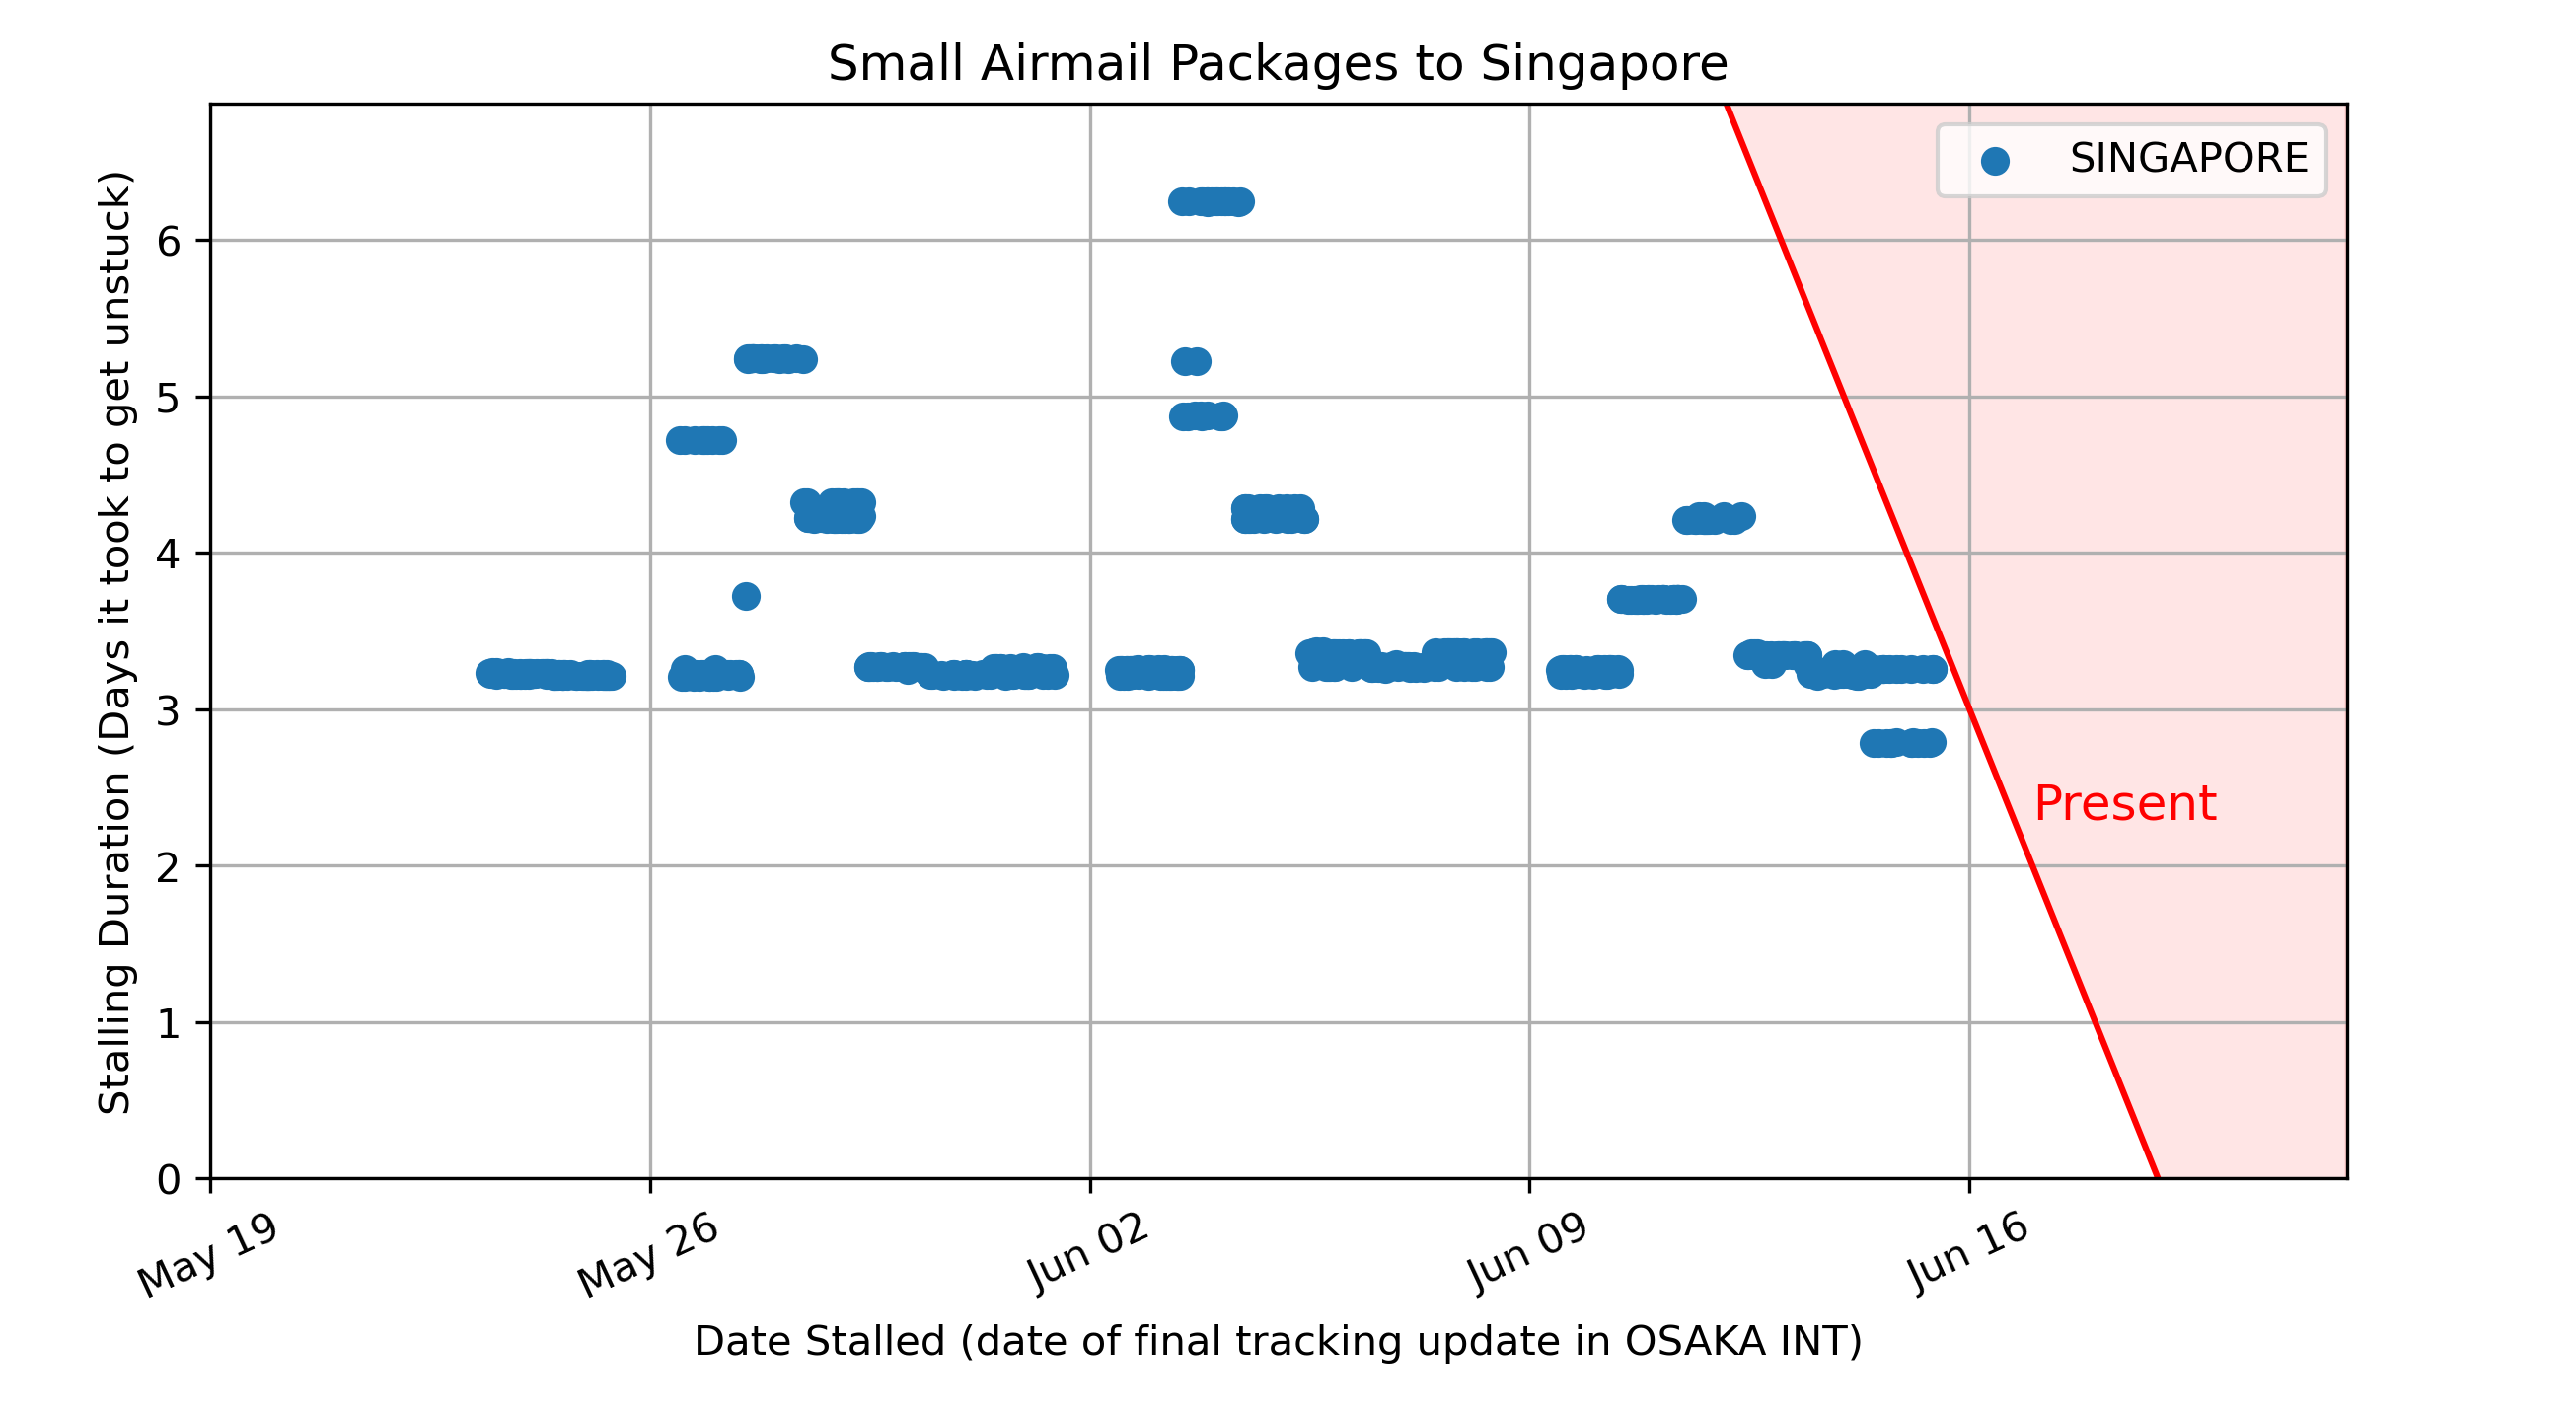 Small Airmail Packages to Singapore
SINGAPORE
Stalling Duration (Days it took to get unstuck)
6
5
4
3
2
1
0
Present
May 19
May 26
Jun 02
Jun 09
Jun 16
Date Stalled (date of final tracking update in OSAKA INT)